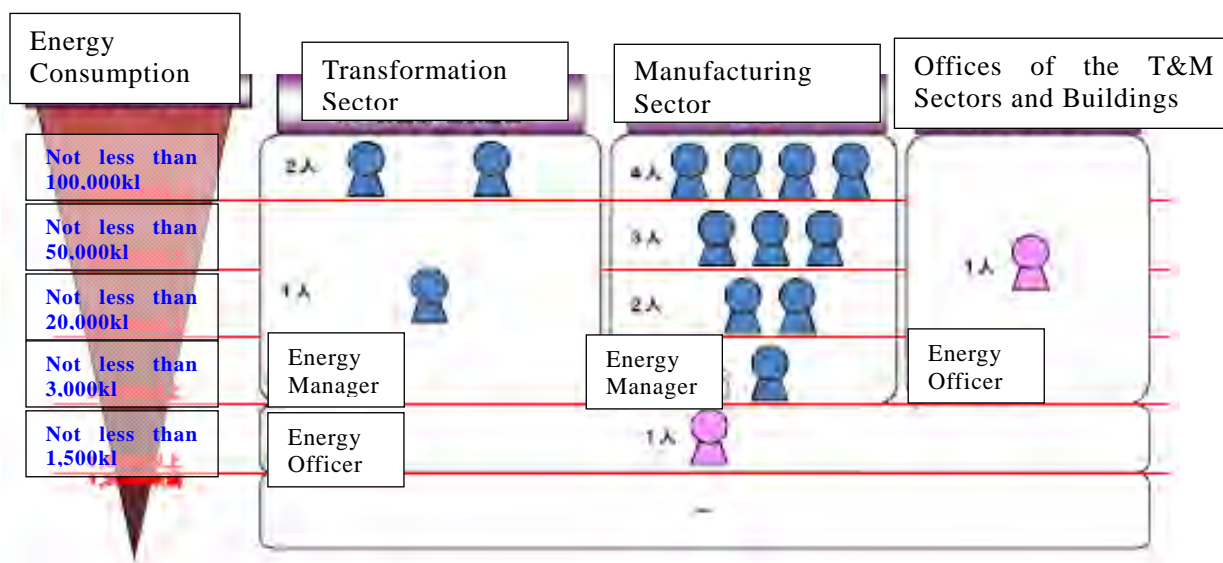 Energy
Consumption
Transformation
Sector
Manufacturing
Sector
Offices of the T&M
Sectors and Buildings
Not less than
100,000kl
2人
4人
Not less than
50,000kl
3人
1人
Not less than
20,000kl
1人
2人
Not less than
3,000kl
Energy
Manager
Energy
Manager
Energy
Officer
Not less than
1,500kl
Energy
Officer
1人
ー